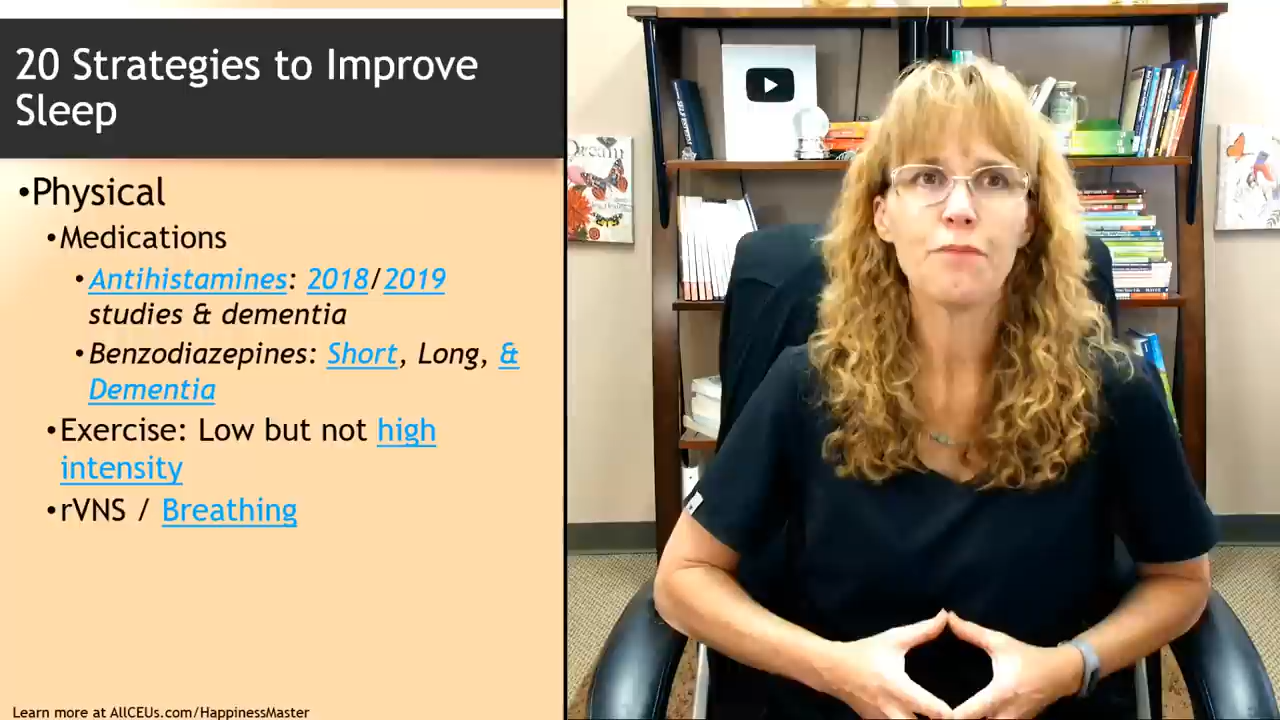 20 Strategies to Improve
Sleep
•Physical
•Medications
•Antihistamines: 2018/2019
studies & dementia
•Benzodiazepines: Short, Long, &
Dementia
•Exercise: Low but not high
intensity
•rVNS / Breathing
Learn more at AllCEUs.com/HappinessMaster
Dream